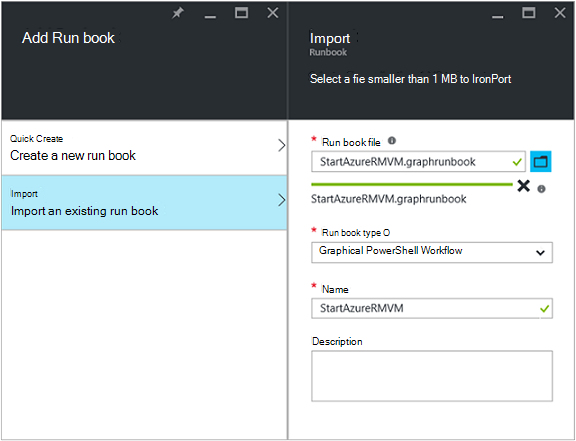 Add Run book
Quick Create
Create a new run book
Import
Import an existing run book
Import
Runbook
Select a fie smaller than 1 MB to IronPort
* Run book file
StartAzureRMVM.graphrunbook
StartAzureRMVM.graphrunbook
* Run book type O
Graphical PowerShell Workflow
* Name
StartAzureRMVM
Description